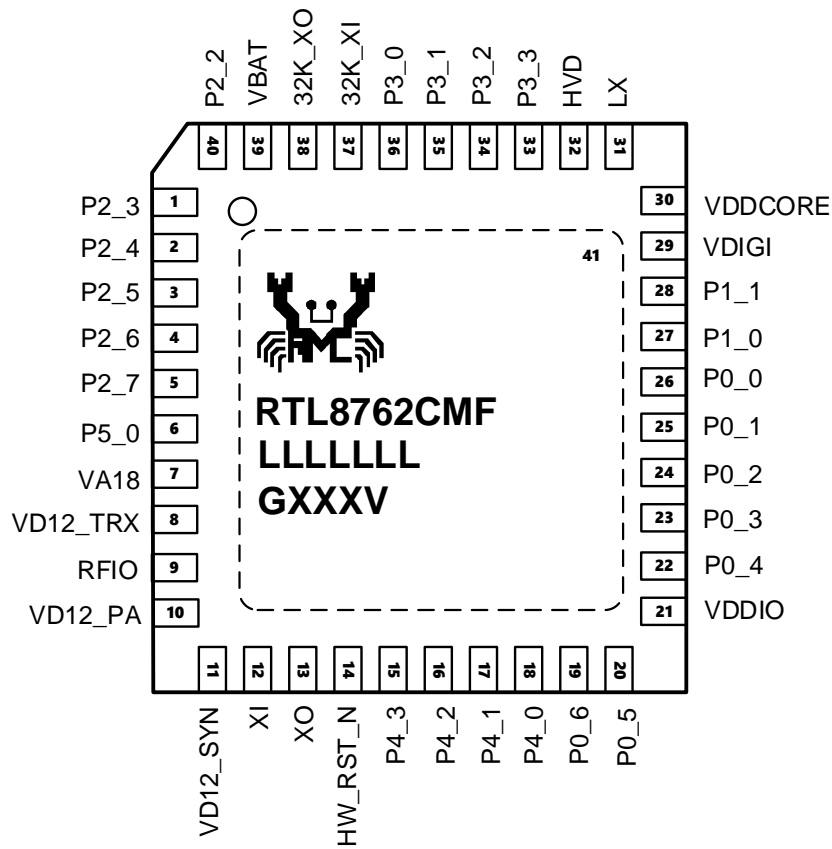 P2_2
VBAT
32K_XO
32K_XI
P3_0
P3_1
P3_2
P3_3
HVD
LX
40
39
38
37
36
35
34
33
32
31
P2_3 1
P2_4 2
P2_5 3
P2_6 4
P2_7 5
P5_0 6
VA18 7
VD12_TRX 8
RFIO 9
VD12_PA 10
41
RMC
RTL8762CMF
LLLLLLL
GXXXV
30 VDDCORE
29 VDIGI
28 P1_1
27 P1_0
26 P0_0
25 P0_1
24 P0_2
23 P0_3
22 P0_4
21 VDDIO
11
12
13
14
15
16
17
18
19
20
VD12_SYN
XI
XO
HW_RST_N
P4_3
P4_2
P4_1
P4_0
P0_6
P0_5